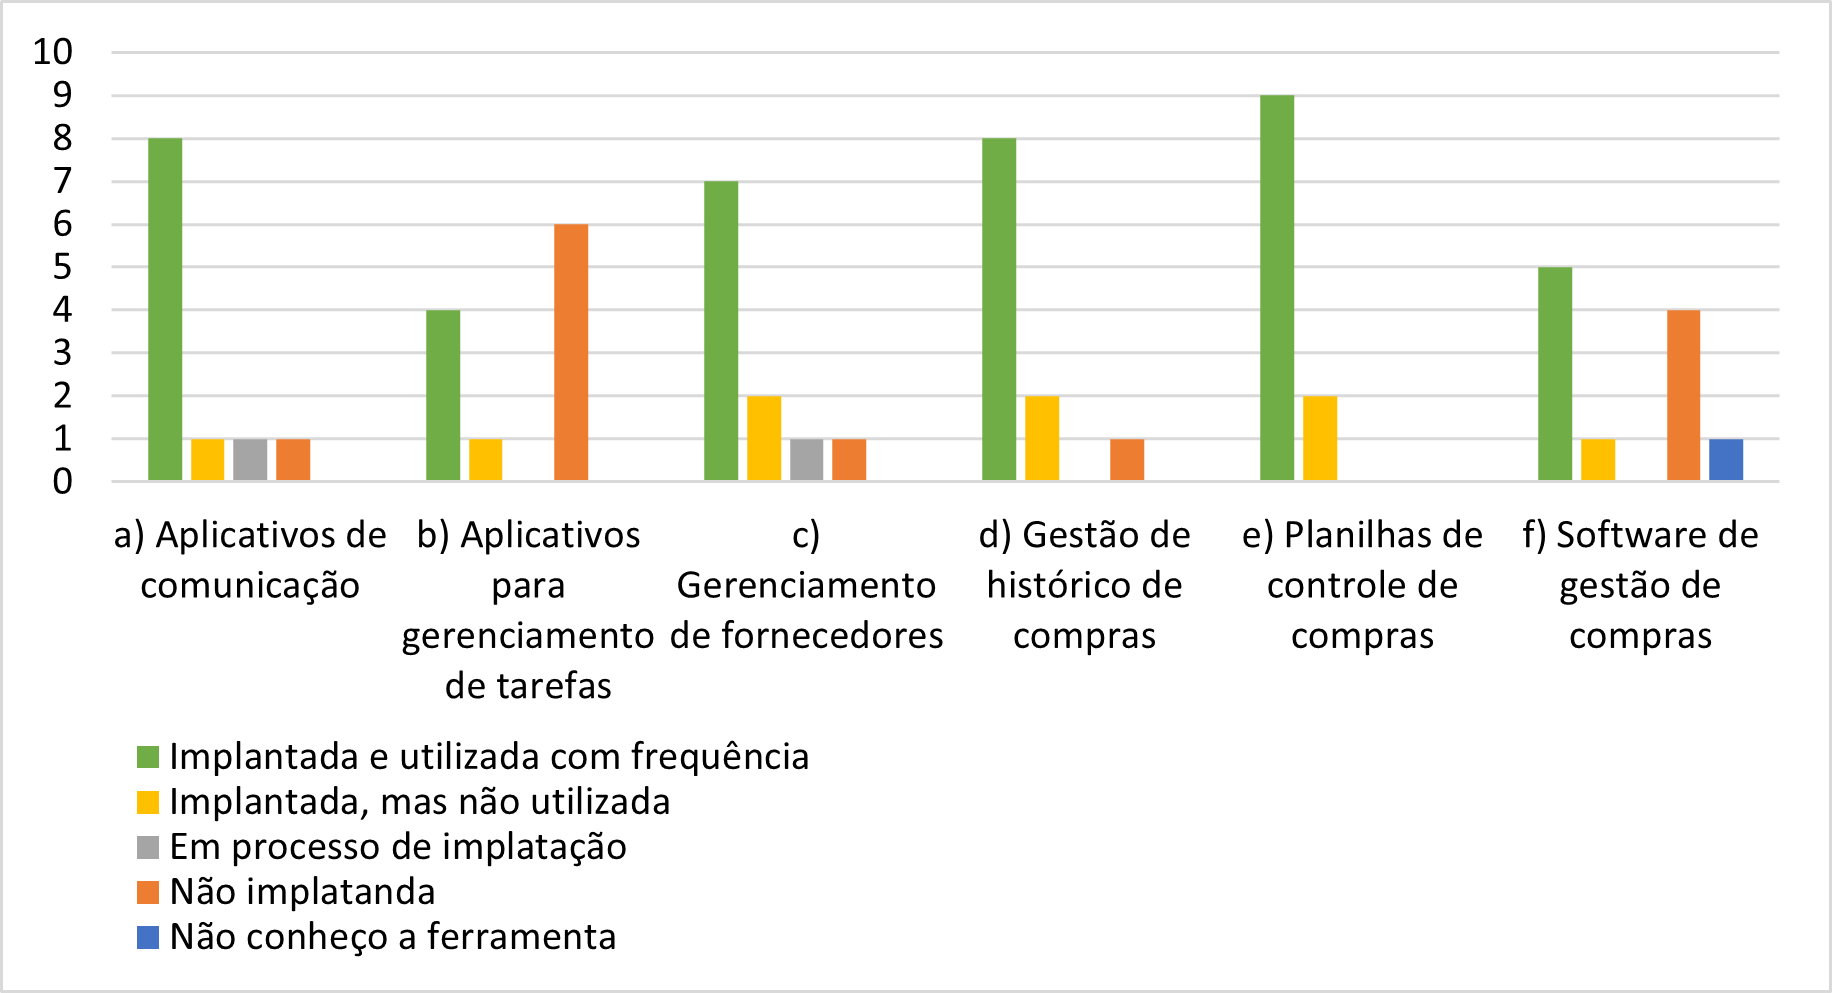 10
9
8
7
6
5
4
3
2
1
0
a) Aplicativos de
comunicação
b) Aplicativos
para
gerenciamento
de tarefas
c)
Gerenciamento
de fornecedores
d) Gestão de
histórico de
compras
e) Planilhas de
controle de
compras
f) Software de
gestão de
compras
Implantada e utilizada com frequência
Implantada, mas não utilizada
Em processo de implatação
Não implatanda
Não conheço a ferramenta